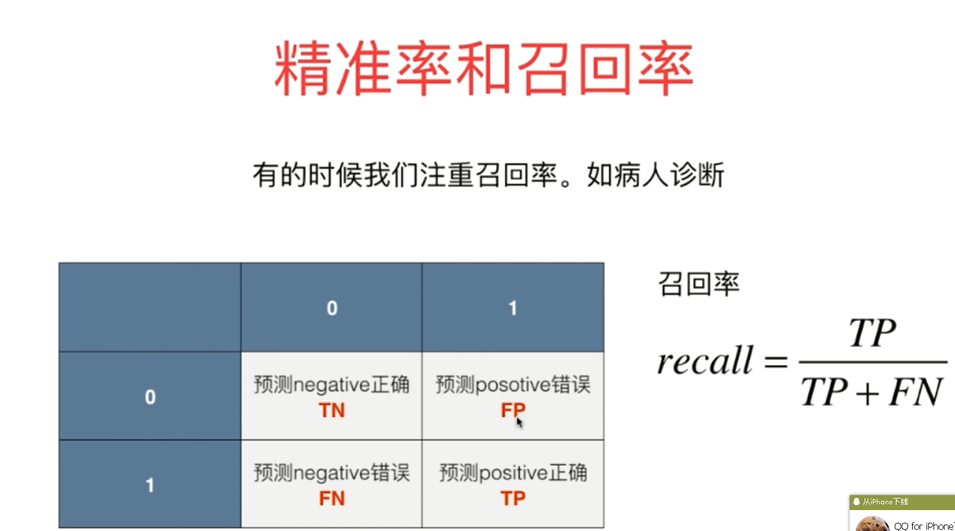 精准率和召回率
有的时候我们注重召回率。如病人诊断
0 1
0 预测negative正确 TN 预测posotive错误 FP
1 预测negative错误 FN 预测positive正确 TP
召回率
recall = TP / TP + FN
从iPhone下线
QQ for iPhone